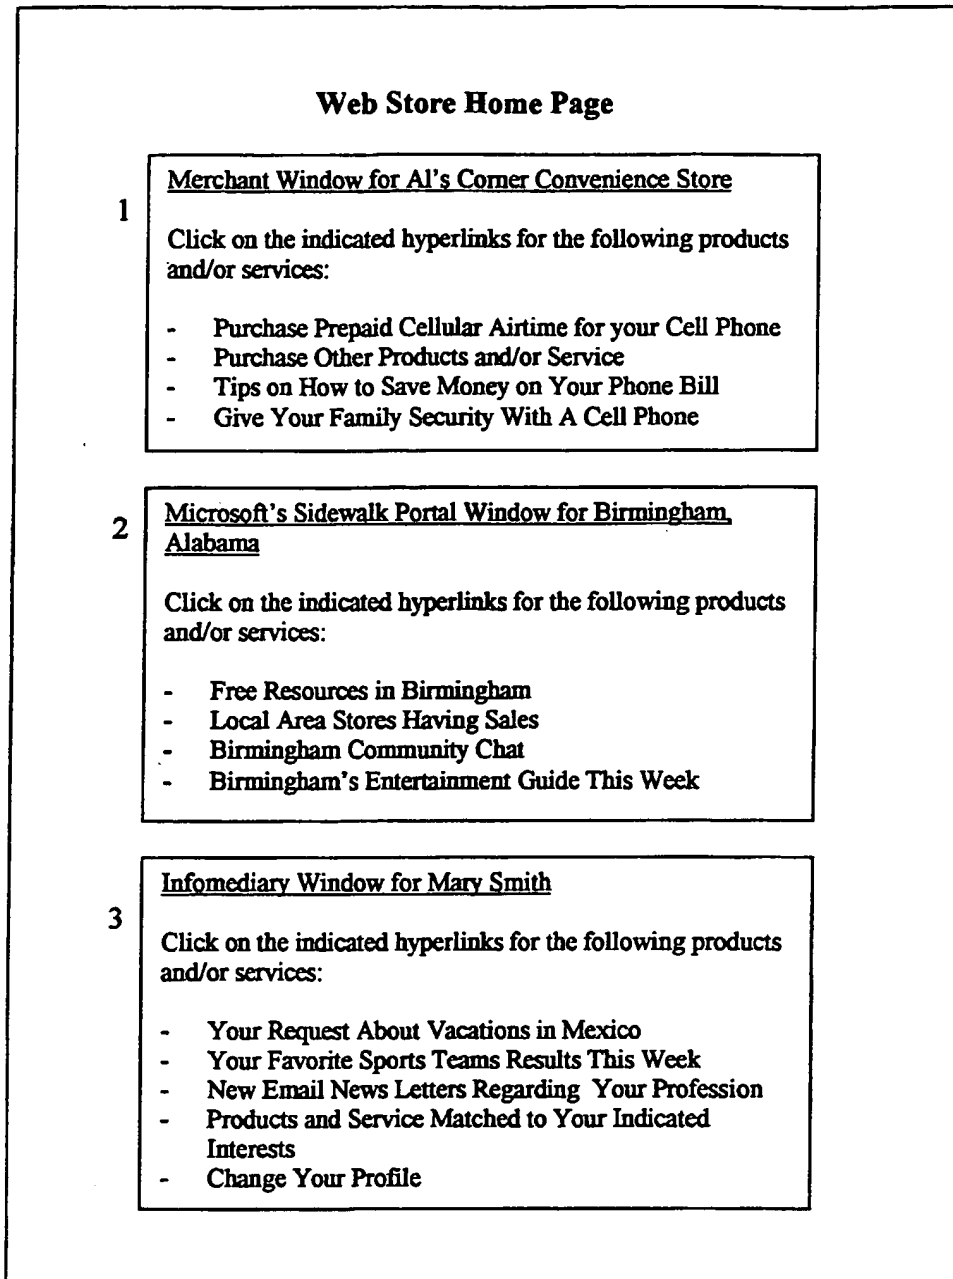 Web Store Home Page
1
Merchant Window for Al's Corner Convenience Store
Click on the indicated hyperlinks for the following products
and/or services:
- Purchase Prepaid Cellular Airtime for your Cell Phone
- Purchase Other Products and/or Service
- Tips on How to Save Money on Your Phone Bill
- Give Your Family Security With A Cell Phone
2
Microsoft's Sidewalk Portal Window for Birmingham,
Alabama
Click on the indicated hyperlinks for the following products
and/or services:
- Free Resources in Birmingham
- Local Area Stores Having Sales
- Birmingham Community Chat
- Birmingham's Entertainment Guide This Week
3
Infomediary Window for Mary Smith
Click on the indicated hyperlinks for the following products
and/or services:
- Your Request About Vacations in Mexico
- Your Favorite Sports Teams Results This Week
- New Email News Letters Regarding Your Profession
- Products and Service Matched to Your Indicated
Interests
- Change Your Profile